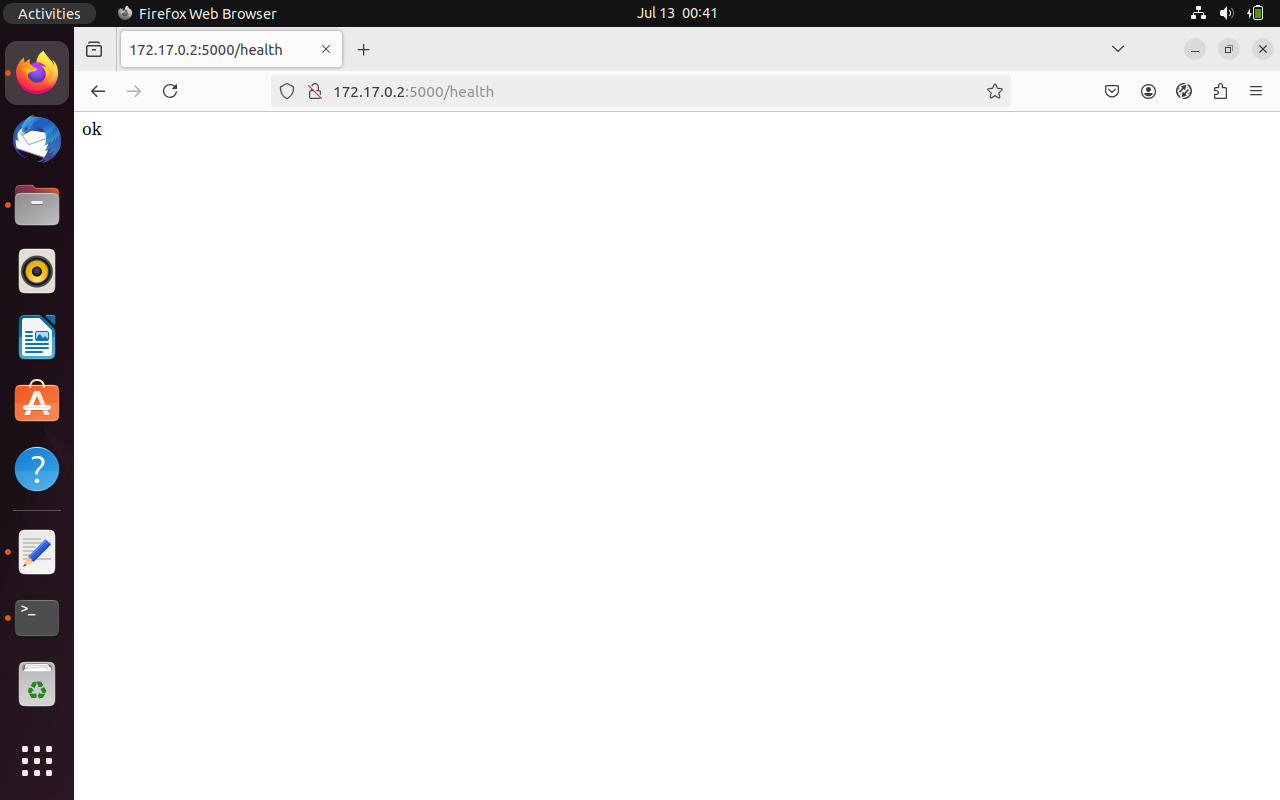 Activities
Firefox Web Browser
Jul 13 00:41
172.17.0.2:5000/health
172.17.0.2:5000/health
ok